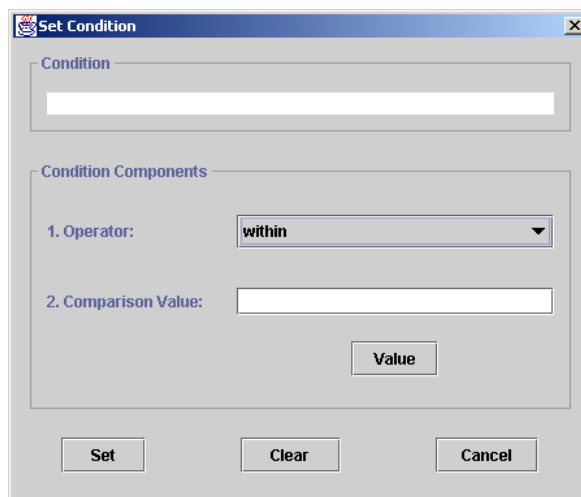 Set Condition
Condition
Condition Components
1. Operator: within
2. Comparison Value:
Value
Set Clear Cancel